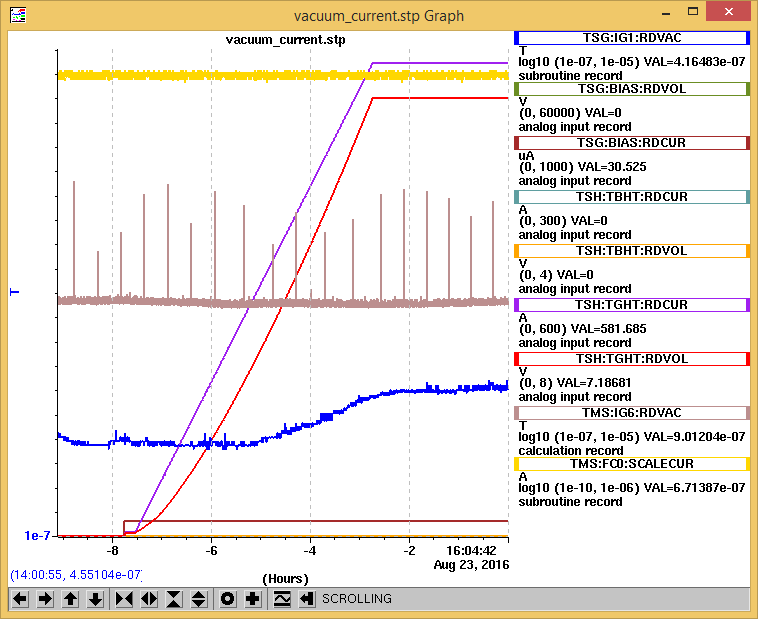 vacuum_current.stp Graph
vacuum_current.stp
T
1e-7
-8
-6
-4
-2
16:04:42
Aug 23, 2016
(Hours)
(14:00:55, 4.55104e-07)
TSG:IG1:RDVAC
T
log10 (1e-07, 1e-05) VAL=4.16483e-07
subroutine record
TSG:BIAS:RDVOL
V
(0, 60000) VAL=0
analog input record
TSG:BIAS:RDCUR
uA
(0, 1000) VAL=30.525
analog input record
TSH:TBHT:RDCUR
A
(0, 300) VAL=0
analog input record
TSH:TBHT:RDVOL
V
(0, 4) VAL=0
analog input record
TSH:TGHT:RDCUR
A
(0, 600) VAL=581.685
analog input record
TSH:TGHT:RDVOL
V
(0, 8) VAL=7.18681
analog input record
TMS:IG6:RDVAC
T
log10 (1e-07, 1e-05) VAL=9.01204e-07
calculation record
TMS:FC0:SCALECUR
A
log10 (1e-10, 1e-06) VAL=6.71387e-07
subroutine record
SCROLLING